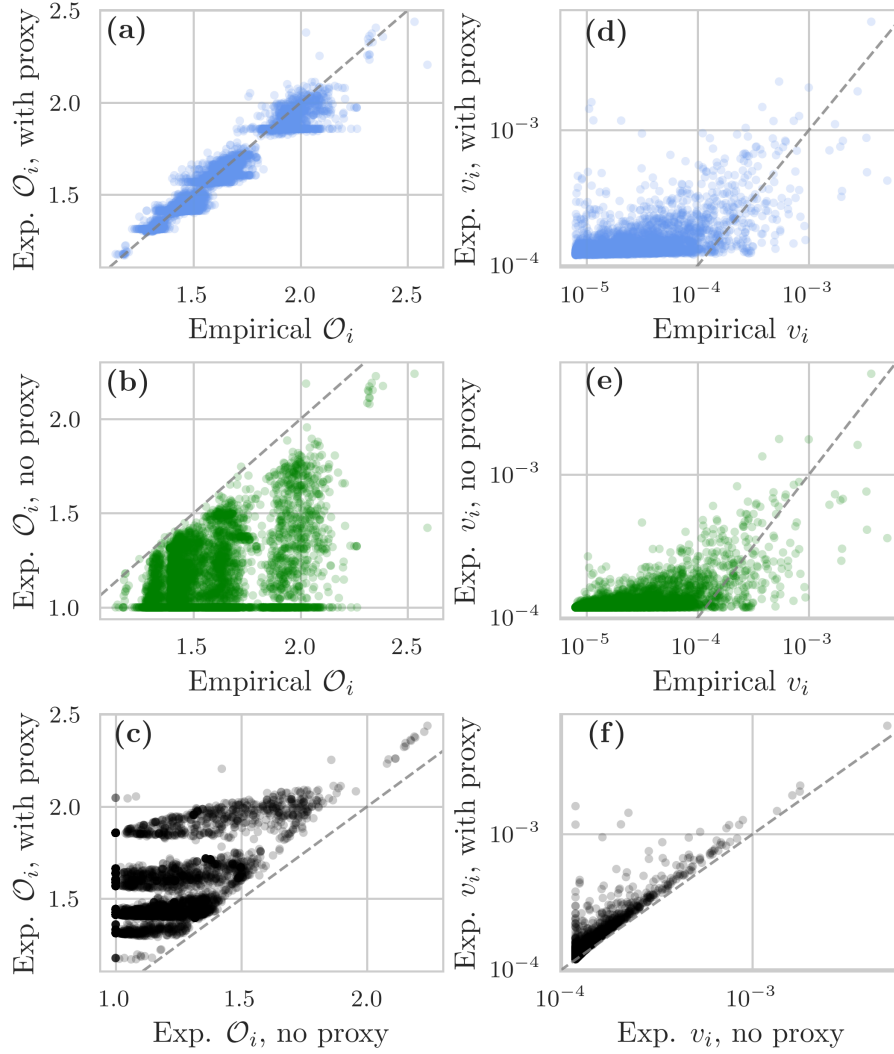 (a)
Exp. 𝒪ᵢ, with proxy
2.5
2.0
1.5
1.5
2.0
2.5
Empirical 𝒪ᵢ
(d)
Exp. vᵢ, with proxy
10⁻³
10⁻⁴
10⁻⁵
10⁻⁴
10⁻³
Empirical vᵢ
(b)
Exp. 𝒪ᵢ, no proxy
2.0
1.5
1.0
1.5
2.0
2.5
Empirical 𝒪ᵢ
(e)
Exp. vᵢ, no proxy
10⁻³
10⁻⁴
10⁻⁵
10⁻⁴
10⁻³
Empirical vᵢ
(c)
Exp. 𝒪ᵢ, with proxy
2.5
2.0
1.5
1.0
1.5
2.0
Exp. 𝒪ᵢ, no proxy
(f)
Exp. vᵢ, with proxy
10⁻³
10⁻⁴
10⁻⁴
10⁻³
Exp. vᵢ, no proxy